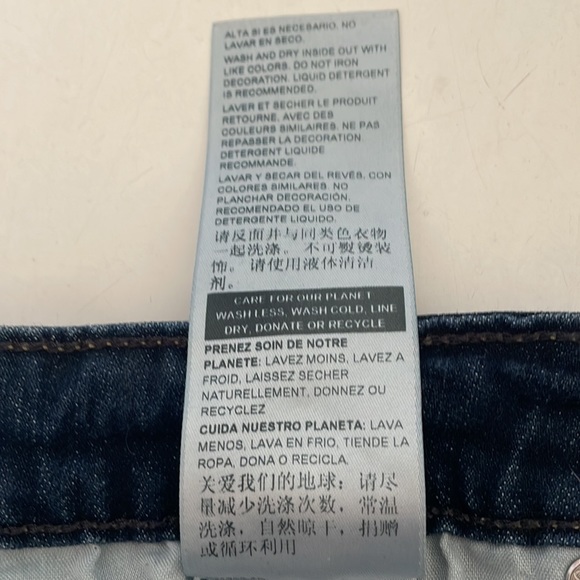 ALTA SI ES NECESARIO. NO
LAVAR EN SECO.
WASH AND DRY INSIDE OUT WITH
LIKE COLORS. DO NOT IRON
DECORATION. LIQUID DETERGENT
IS RECOMMENDED.
LAVER ET SECHER LE PRODUIT
RETOURNE, AVEC DES
COULEURS SIMILAIRES. NE PAS
REPASSER LA DECORATION.
DETERGENT LIQUIDE
RECOMMANDE.
LAVAR Y SECAR DEL REVÉS, CON
COLORES SIMILARES. NO
PLANCHAR DECORACIÓN.
RECOMENDADO EL USO DE
DETERGENTE LIQUIDO.
请反面并与同类色衣物
一起洗涤。不可熨烫装
饰。请使用液体清洁
剂。
CARE FOR OUR PLANET
WASH LESS, WASH COLD, LINE
DRY, DONATE OR RECYCLE
PRENEZ SOIN DE NOTRE
PLANETE: LAVEZ MOINS, LAVEZ A
FROID, LAISSEZ SECHER
NATURELLEMENT, DONNEZ OU
RECYCLEZ
CUIDA NUESTRO PLANETA: LAVA
MENOS, LAVA EN FRIO, TIENDE LA
ROPA, DONA O RECICLA.
关爱我们的地球：请尽
量减少洗涤次数，常温
洗涤，自然晾干，捐赠
或循环利用